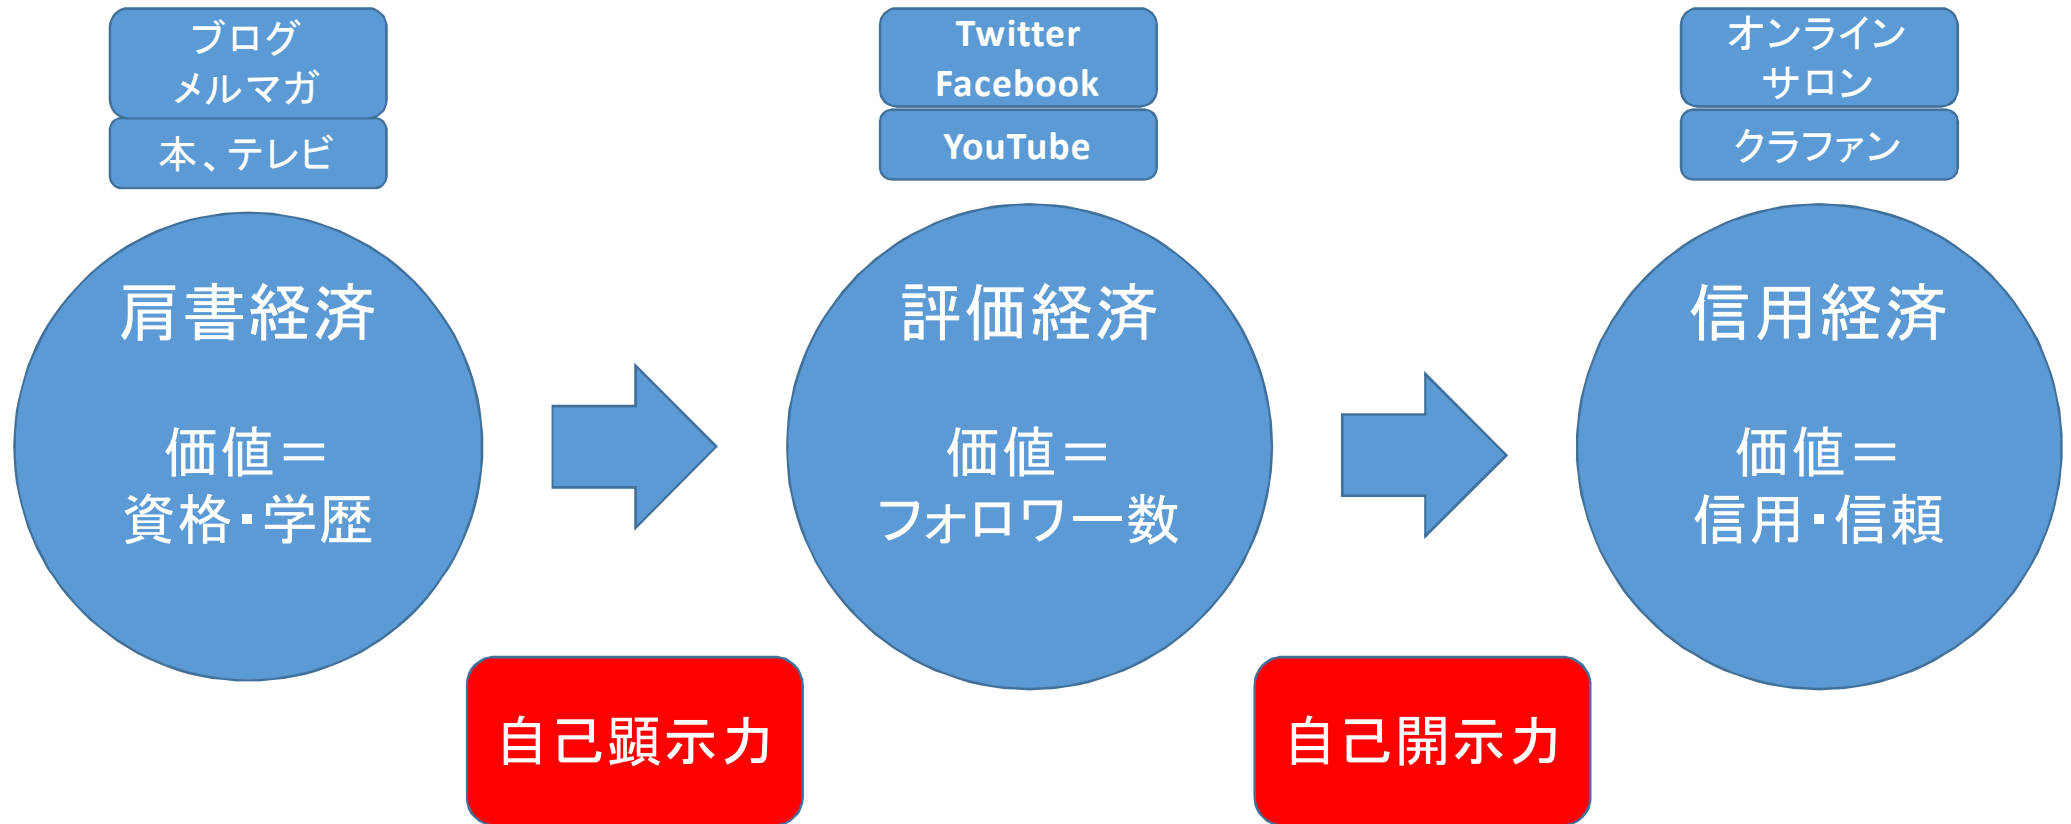 ブログ
メルマガ
本、テレビ
肩書経済
価値＝
資格・学歴
自己顕示力
Twitter
Facebook
YouTube
評価経済
価値＝
フォロワー数
自己開示力
オンライン
サロン
クラファン
信用経済
価値＝
信用・信頼